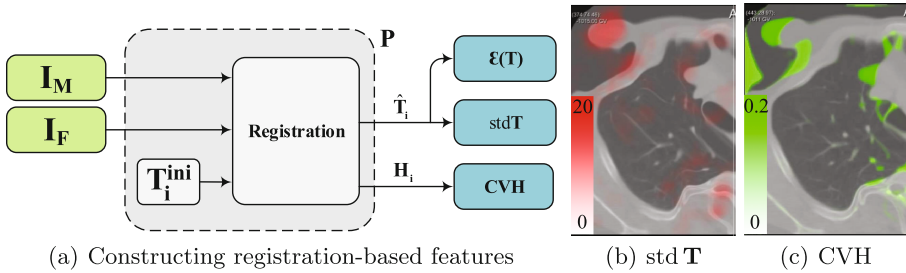 I_M
I_F
T_i^ini
Registration
P
T̂_i
H_i
Ɛ(T)
stdT
CVH
20
0
A
0.2
0
A
(a) Constructing registration-based features
(b) std T
(c) CVH